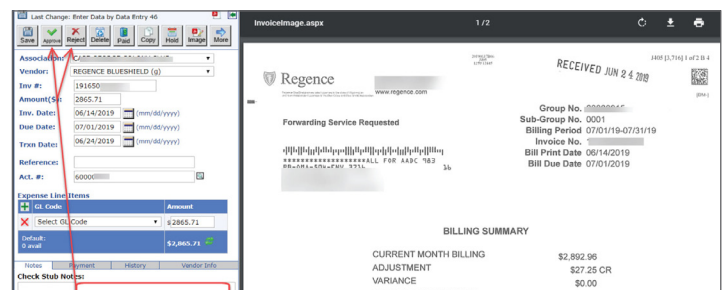 Last Change: Enter Data by Data Entry 46
Save Approve Reject Delete Paid Copy Hold Image More
Association:
Vendor: REGENCE BLUESHIELD (g)
Inv #: 191650
Amount($): 2865.71
Inv. Date: 06/14/2019 (mm/dd/yyyy)
Due Date: 07/01/2019 (mm/dd/yyyy)
Trxn Date: 06/24/2019 (mm/dd/yyyy)
Reference:
Act. #: 60000
Expense Line Items
GL Code Amount
Select GL Code $ 2865.71
Default:
0 avail $2,865.71
Notes Payment History Vendor Info
Check Stub Notes:
InvoiceImage.aspx 1 / 2
RECEIVED JUN 24 2019
J405 [3,716] 1 of 2 B 4
Regence
www.regence.com
Forwarding Service Requested
ALL FOR AADC 983
16
Group No.
Sub-Group No. 0001
Billing Period 07/01/19-07/31/19
Invoice No.
Bill Print Date 06/14/2019
Bill Due Date 07/01/2019
BILLING SUMMARY
CURRENT MONTH BILLING $2,892.96
ADJUSTMENT $27.25 CR
VARIANCE $0.00